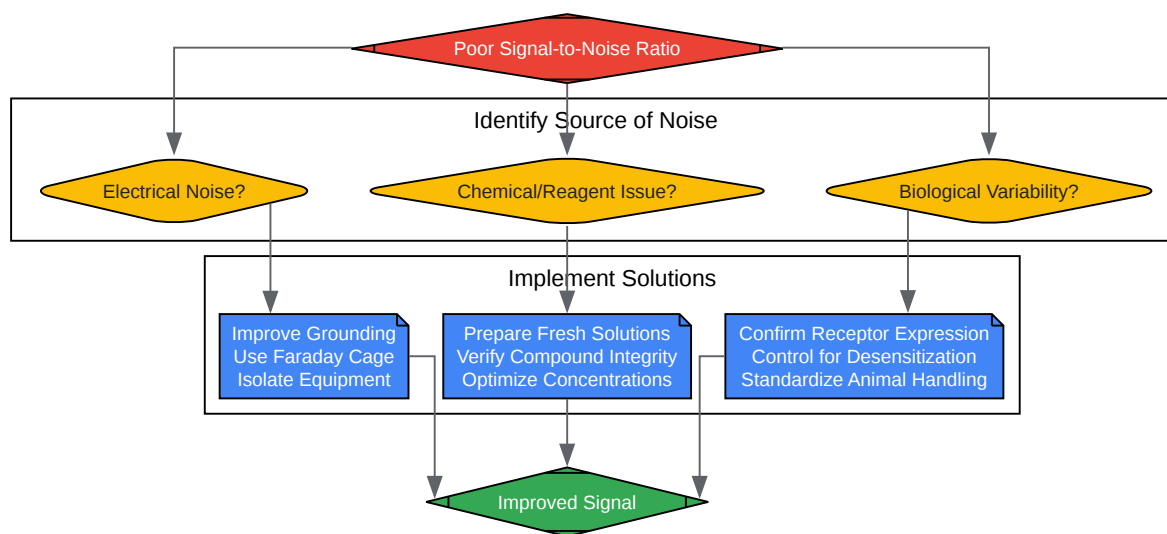 Poor Signal-to-Noise Ratio
Identify Source of Noise
Electrical Noise?
Chemical/Reagent Issue?
Biological Variability?
Implement Solutions
Improve Grounding
Use Faraday Cage
Isolate Equipment
Prepare Fresh Solutions
Verify Compound Integrity
Optimize Concentrations
Confirm Receptor Expression
Control for Desensitization
Standardize Animal Handling
Improved Signal